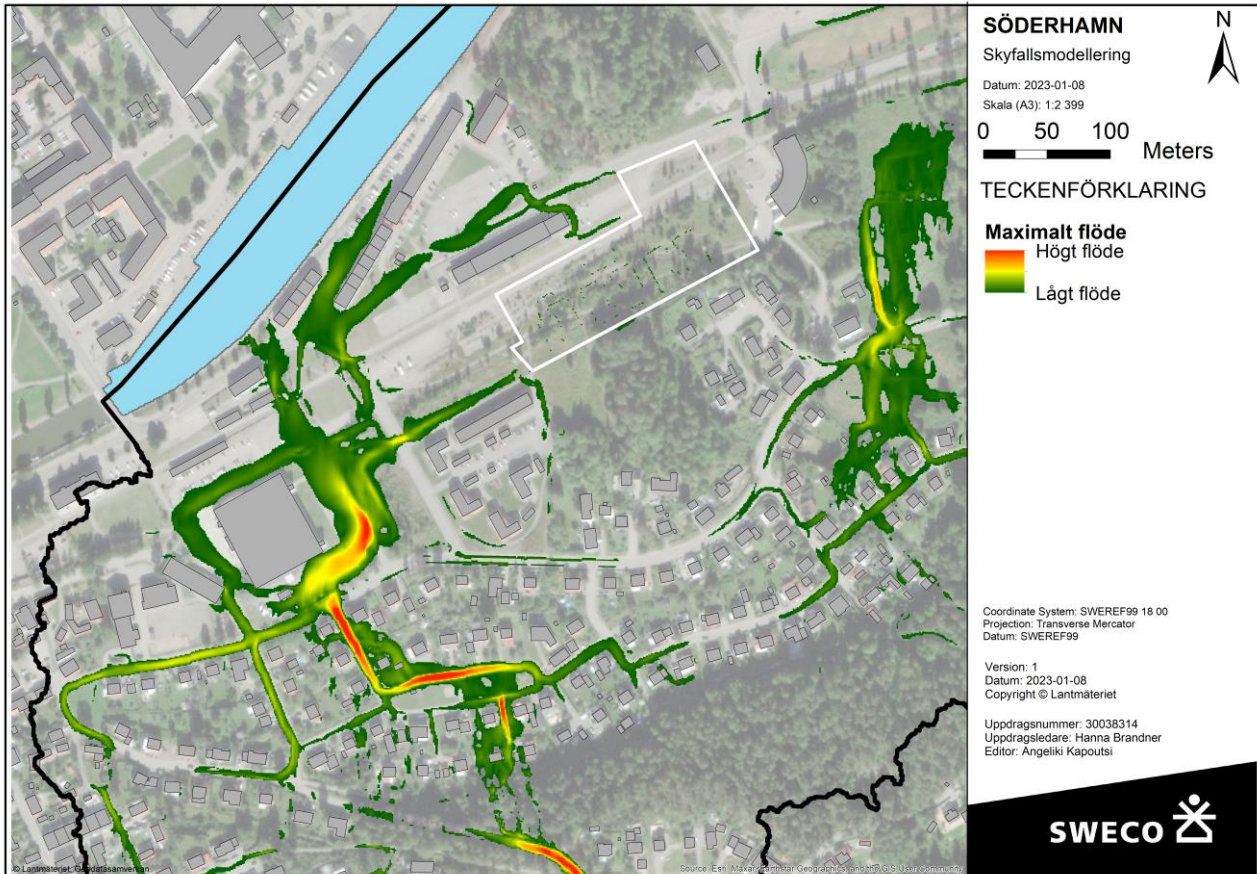 SÖDERHAMN
N
Skyfallsmodellering
Datum: 2023-01-08
Skala (A3): 1:2 399
0 50 100
Meters
TECKENFÖRKLARING
Maximalt flöde
Högt flöde
Lågt flöde
Coordinate System: SWEREF99 18 00
Projection: Transverse Mercator
Datum: SWEREF99
Version: 1
Datum: 2023-01-08
Copyright © Lantmäteriet
Uppdragsnummer: 30038314
Uppdragsledare: Hanna Brandner
Editor: Angeliki Kapoutsi
SWECO
© Lantmäteriet, Geodatasamverkan
Source: Esri, Maxar, Earthstar Geographics, and the GIS User Community